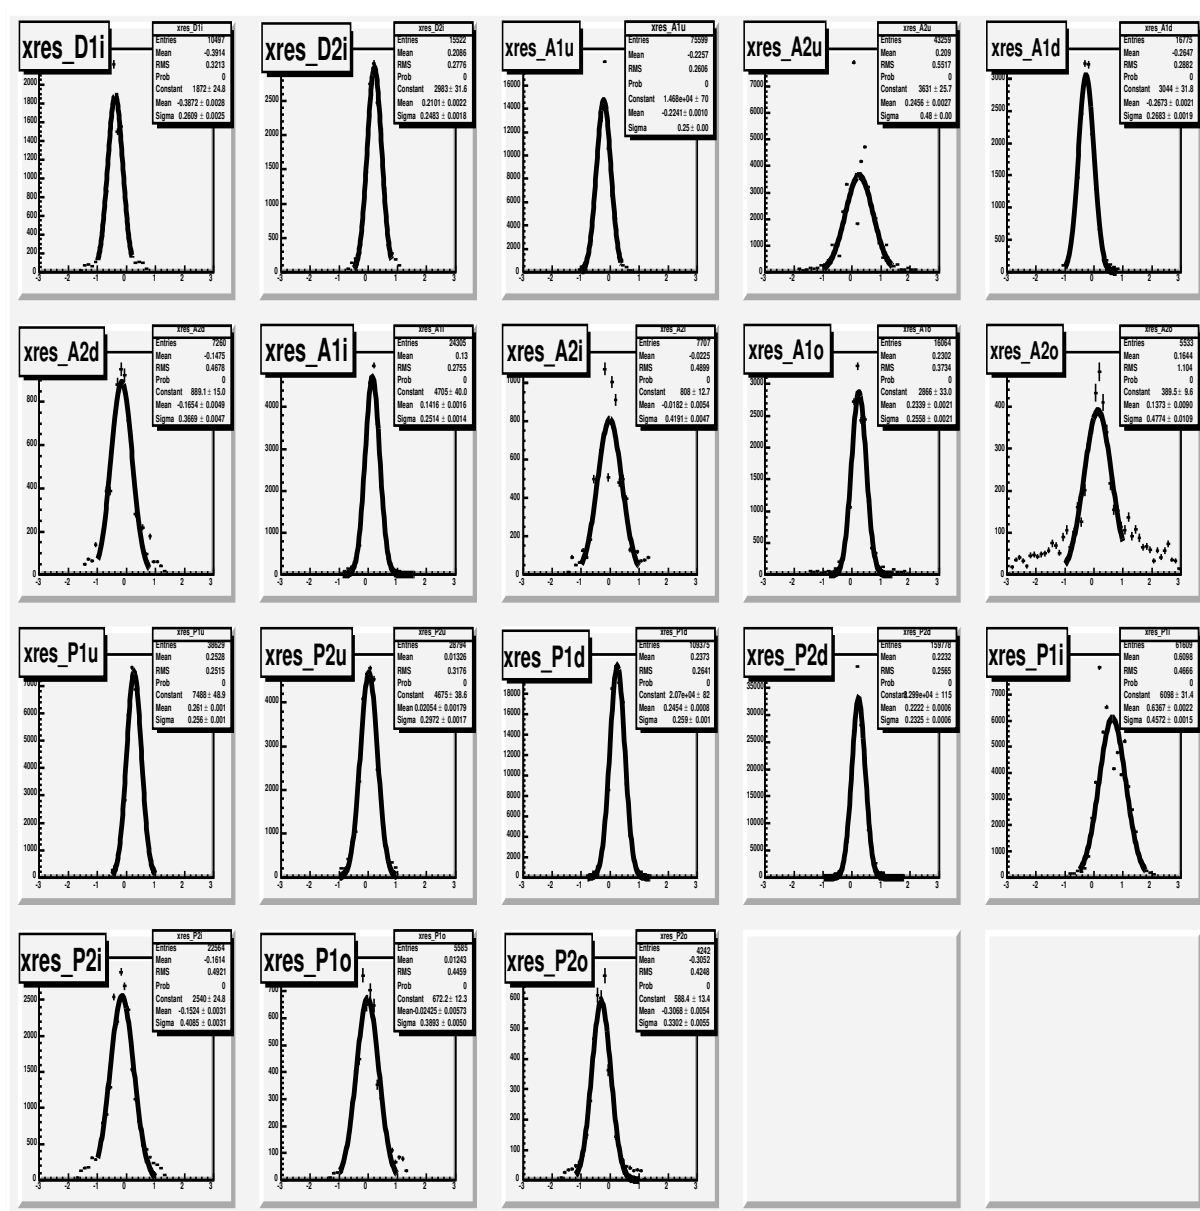 xres_D1i
xres_D1i
Entries 10497
Mean -0.3914
RMS 0.3213
Prob 0
Constant 1872 ± 24.8
Mean -0.3872 ± 0.0028
Sigma 0.2609 ± 0.0025
xres_D2i
xres_D2i
Entries 15522
Mean 0.2086
RMS 0.2776
Prob 0
Constant 2983 ± 31.6
Mean 0.2101 ± 0.0022
Sigma 0.2483 ± 0.0018
xres_A1u
xres_A1u
Entries 75599
Mean -0.2257
RMS 0.2606
Prob 0
Constant 1.468e+04 ± 70
Mean -0.2241 ± 0.0010
Sigma 0.25 ± 0.00
xres_A2u
xres_A2u
Entries 43259
Mean 0.209
RMS 0.5517
Prob 0
Constant 3631 ± 25.7
Mean 0.2456 ± 0.0027
Sigma 0.48 ± 0.00
xres_A1d
xres_A1d
Entries 16775
Mean -0.2647
RMS 0.2882
Prob 0
Constant 3044 ± 31.8
Mean -0.2673 ± 0.0021
Sigma 0.2683 ± 0.0019
xres_A2d
xres_A2d
Entries 7260
Mean -0.1475
RMS 0.4678
Prob 0
Constant 889.1 ± 15.0
Mean -0.1654 ± 0.0049
Sigma 0.3669 ± 0.0047
xres_A1i
xres_A1i
Entries 24305
Mean 0.13
RMS 0.2755
Prob 0
Constant 4705 ± 40.0
Mean 0.1416 ± 0.0016
Sigma 0.2514 ± 0.0014
xres_A2i
xres_A2i
Entries 7707
Mean -0.0225
RMS 0.4899
Prob 0
Constant 808 ± 12.7
Mean -0.0182 ± 0.0054
Sigma 0.4191 ± 0.0047
xres_A1o
xres_A1o
Entries 16064
Mean 0.2302
RMS 0.3734
Prob 0
Constant 2866 ± 33.0
Mean 0.2339 ± 0.0021
Sigma 0.2556 ± 0.0021
xres_A2o
xres_A2o
Entries 5533
Mean 0.1644
RMS 1.104
Prob 0
Constant 389.5 ± 9.6
Mean 0.1373 ± 0.0090
Sigma 0.4774 ± 0.0109
xres_P1u
xres_P1u
Entries 38629
Mean 0.2528
RMS 0.2515
Prob 0
Constant 7488 ± 48.9
Mean 0.261 ± 0.001
Sigma 0.256 ± 0.001
xres_P2u
xres_P2u
Entries 28794
Mean 0.01326
RMS 0.3176
Prob 0
Constant 4675 ± 38.6
Mean 0.02054 ± 0.00179
Sigma 0.2972 ± 0.0017
xres_P1d
xres_P1d
Entries 109375
Mean 0.2373
RMS 0.2641
Prob 0
Constant 2.07e+04 ± 82
Mean 0.2454 ± 0.0008
Sigma 0.259 ± 0.001
xres_P2d
xres_P2d
Entries 159778
Mean 0.2232
RMS 0.2565
Prob 0
Mean 0.2222 ± 0.0006
Sigma 0.2325 ± 0.0006
xres_P1i
xres_P1i
Entries 61609
Mean 0.6098
RMS 0.4666
Prob 0
Constant 6098 ± 31.4
Mean 0.6367 ± 0.0022
Sigma 0.4572 ± 0.0015
xres_P2i
xres_P2i
Entries 22564
Mean -0.1614
RMS 0.4921
Prob 0
Constant 2540 ± 24.8
Mean -0.1524 ± 0.0031
Sigma 0.4085 ± 0.0031
xres_P1o
xres_P1o
Entries 5585
Mean 0.01243
RMS 0.4459
Prob 0
Constant 672.2 ± 12.3
Mean -0.02425 ± 0.00573
Sigma 0.3893 ± 0.0050
xres_P2o
xres_P2o
Entries 4242
Mean -0.3052
RMS 0.4248
Prob 0
Constant 588.4 ± 13.4
Mean -0.3068 ± 0.0054
Sigma 0.3302 ± 0.0055